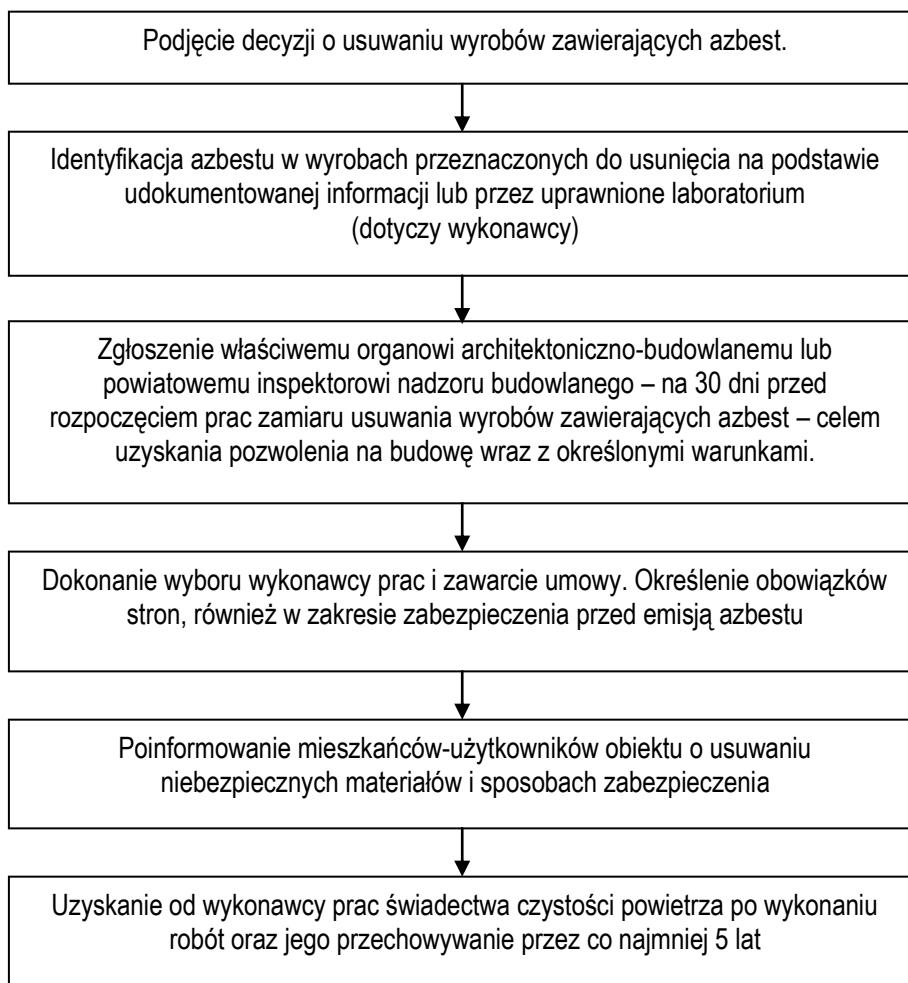 Podjęcie decyzji o usuwaniu wyrobów zawierających azbest.
Identyfikacja azbestu w wyrobach przeznaczonych do usunięcia na podstawie
udokumentowanej informacji lub przez uprawnione laboratorium
(dotyczy wykonawcy)
Zgłoszenie właściwemu organowi architektoniczno-budowlanemu lub
powiatowemu inspektorowi nadzoru budowlanego – na 30 dni przed
rozpoczęciem prac zamiaru usuwania wyrobów zawierających azbest – celem
uzyskania pozwolenia na budowę wraz z określonymi warunkami.
Dokonanie wyboru wykonawcy prac i zawarcie umowy. Określenie obowiązków
stron, również w zakresie zabezpieczenia przed emisją azbestu
Poinformowanie mieszkańców-użytkowników obiektu o usuwaniu
niebezpiecznych materiałów i sposobach zabezpieczenia
Uzyskanie od wykonawcy prac świadectwa czystości powietrza po wykonaniu
robót oraz jego przechowywanie przez co najmniej 5 lat